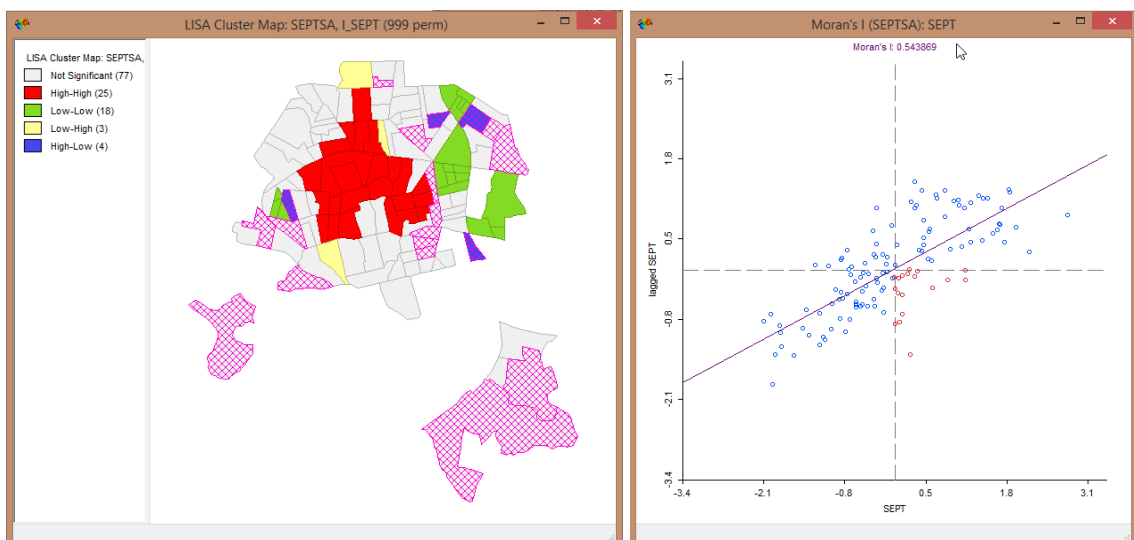 LISA Cluster Map: SEPTSA, I_SEPT (999 perm)
LISA Cluster Map: SEPTSA,
Not Significant (77)
High-High (25)
Low-Low (18)
Low-High (3)
High-Low (4)
Moran's I (SEPTSA): SEPT
Moran's I: 0.543869
3.1
1.8
0.5
-0.8
-2.1
-3.4
lagged SEPT
-3.4
-2.1
-0.8
0.5
1.8
3.1
SEPT